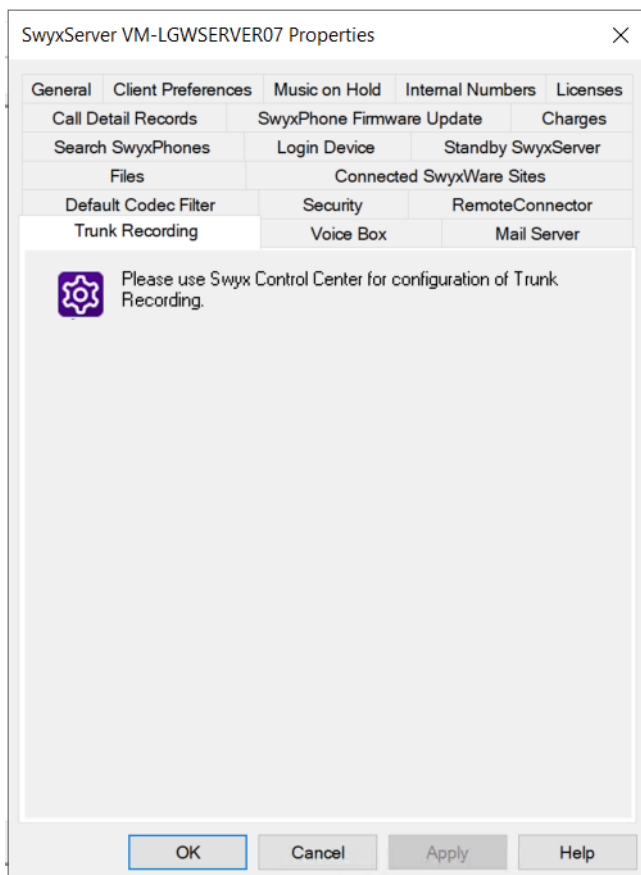 SwyxServer VM-LGWSERVER07 Properties
General Client Preferences Music on Hold Internal Numbers Licenses
Call Detail Records SwyxPhone Firmware Update Charges
Search SwyxPhones Login Device Standby SwyxServer
Files Connected SwyxWare Sites
Default Codec Filter Security RemoteConnector
Trunk Recording Voice Box Mail Server
Please use Swyx Control Center for configuration of Trunk
Recording.
OK Cancel Apply Help